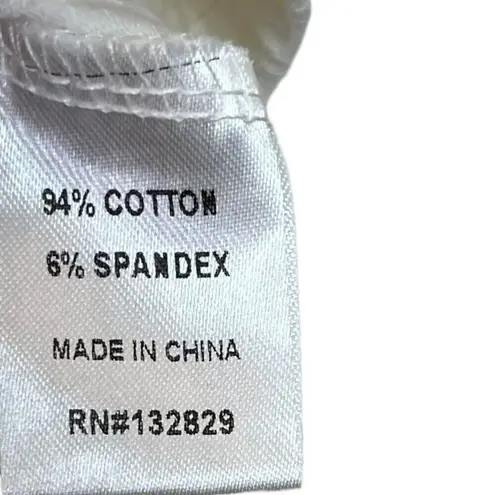 94% COTTON
6% SPANDEX
MADE IN CHINA
RN#132829